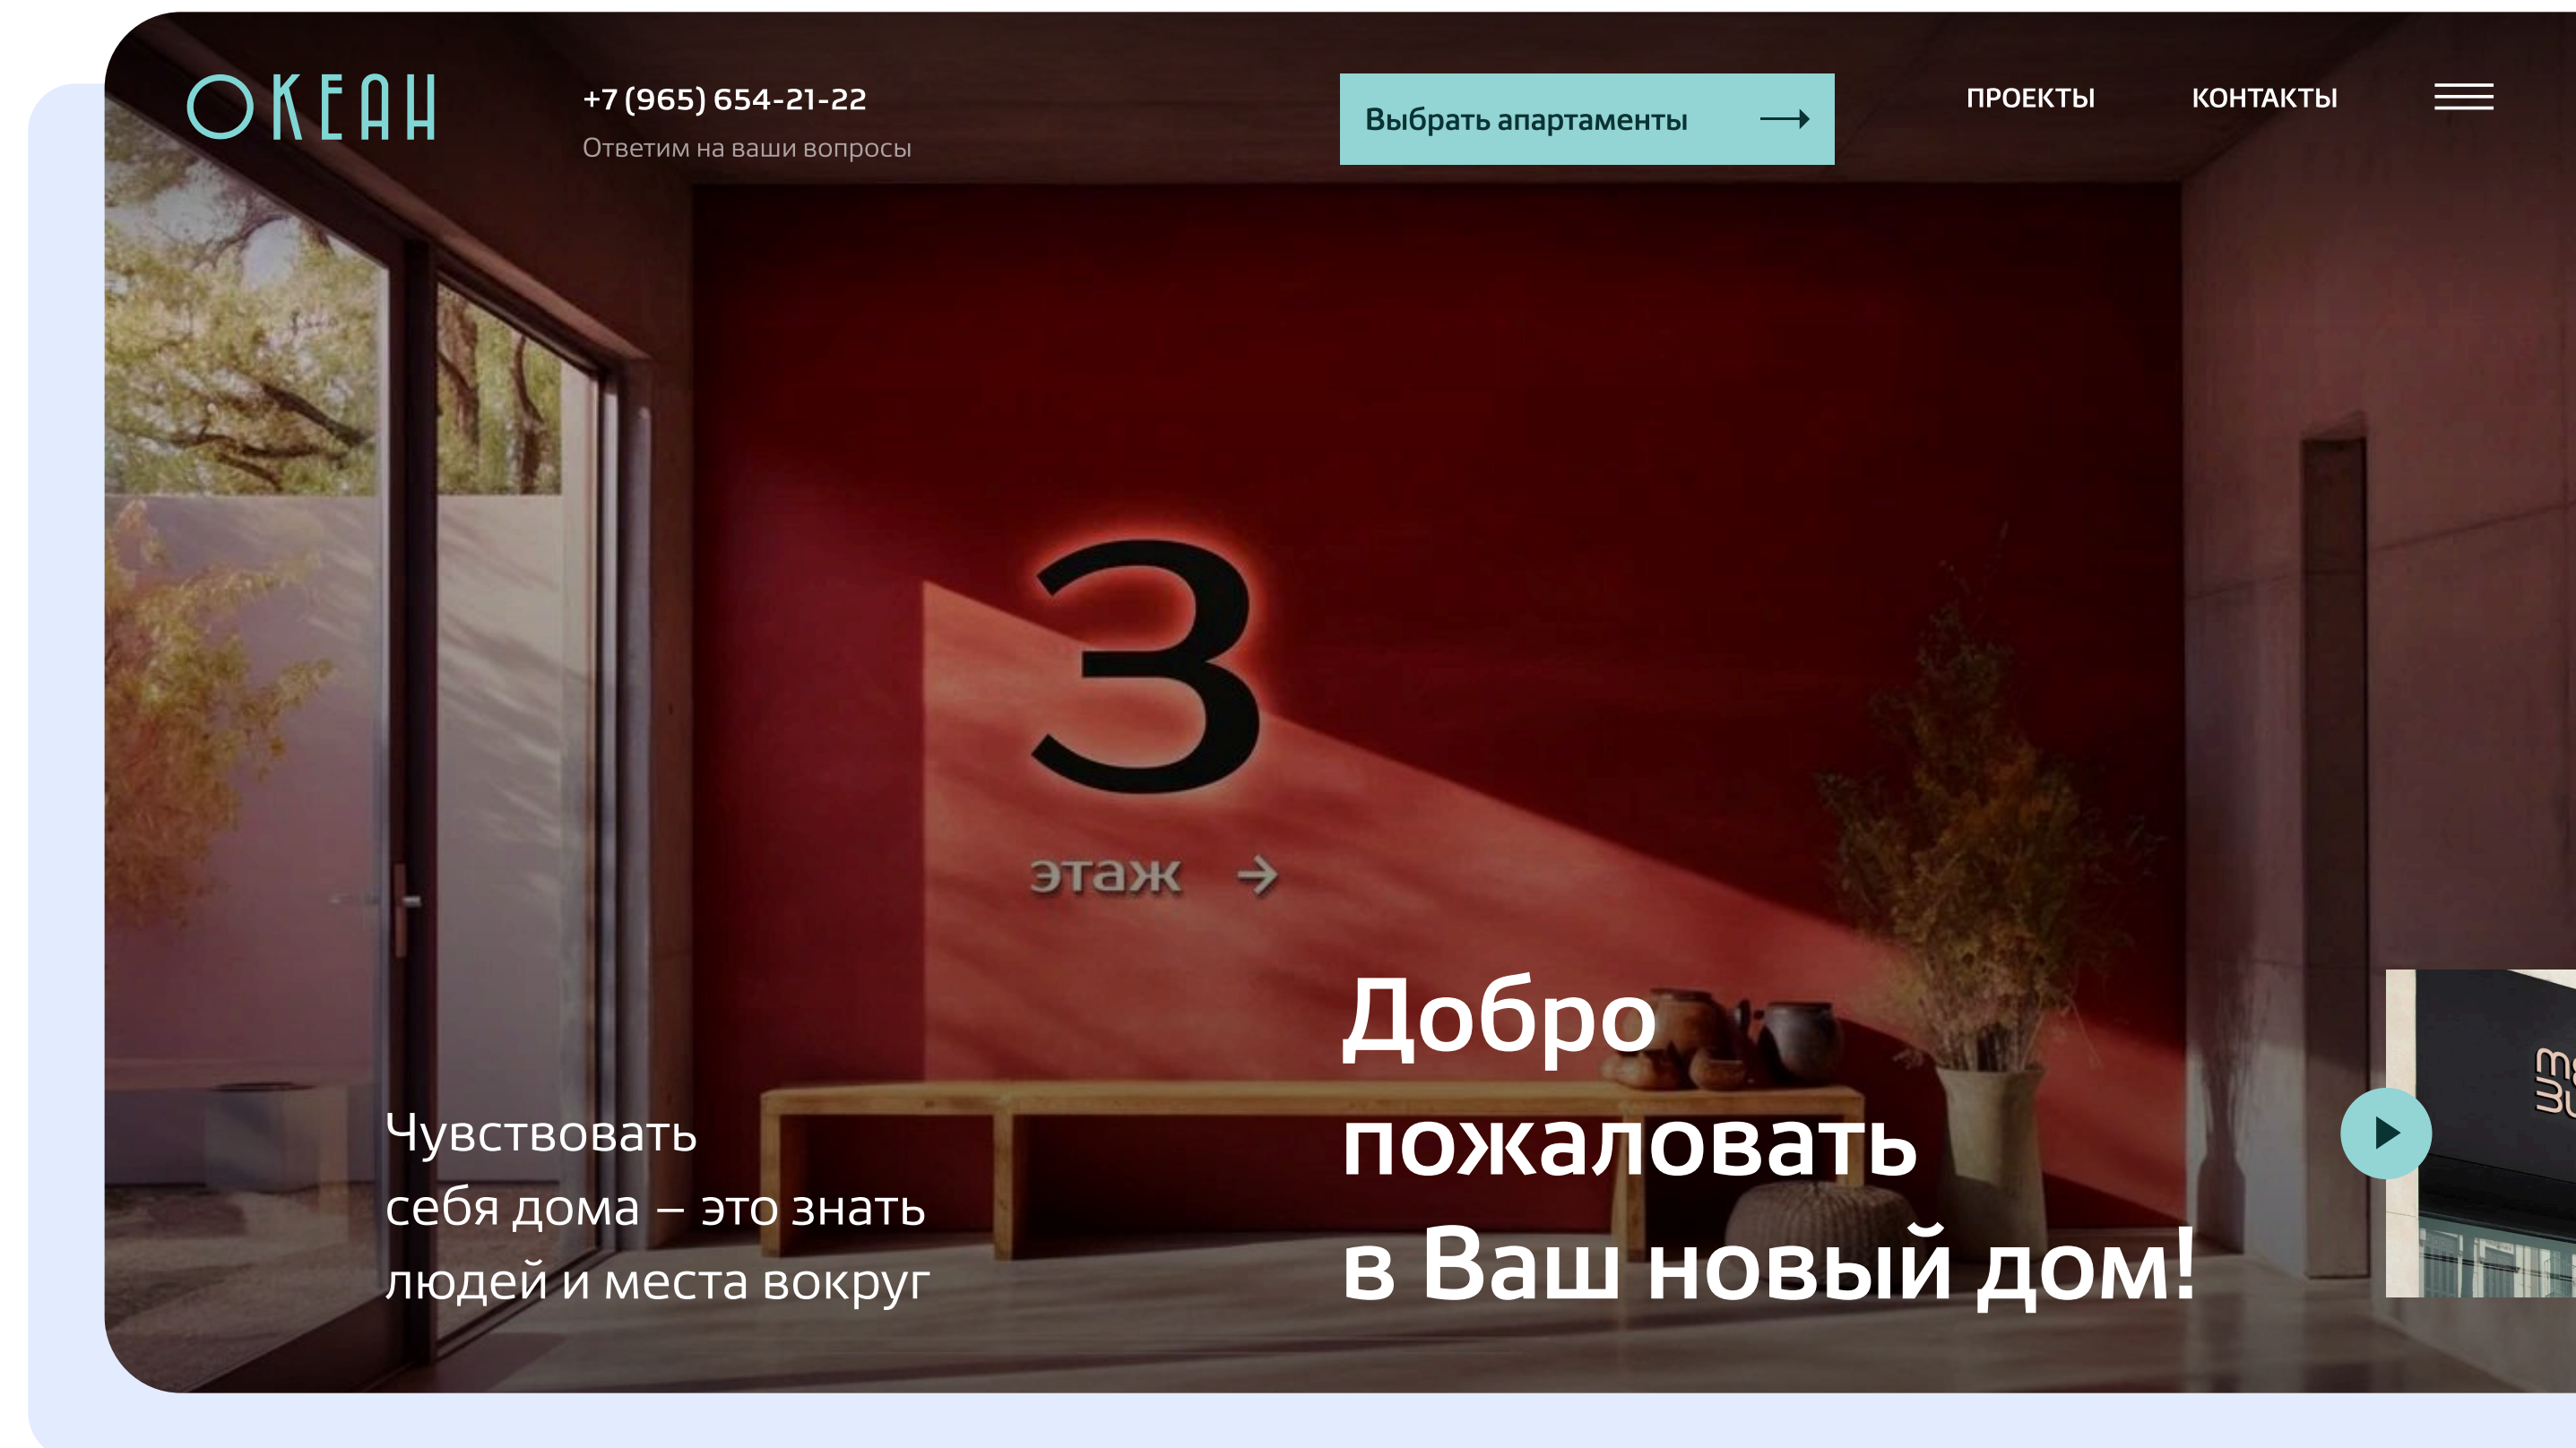 ОКЕАН
+7 (965) 654-21-22
Ответим на ваши вопросы
Выбрать апартаменты
ПРОЕКТЫ
КОНТАКТЫ
3
этаж
Чувствовать
себя дома – это знать
людей и места вокруг
Добро
пожаловать
в Ваш новый дом!